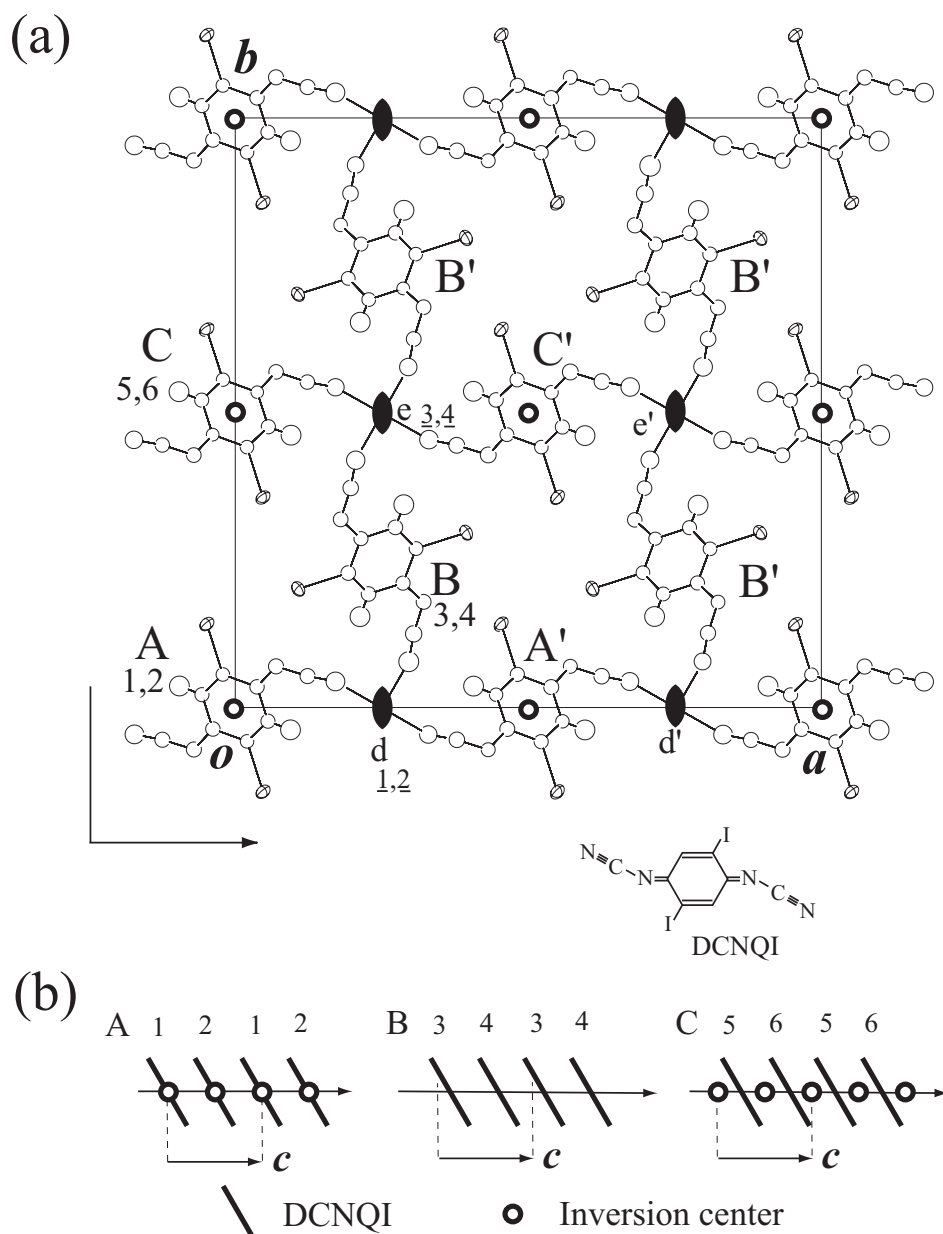 (a)
b
B' B'
C C'
5,6
e 3,4 e'
B B'
3,4
A A'
1,2
o d d' a
1,2
I
N≡C-N= =N-C≡N
I
DCNQI
(b)
A 1 2 1 2 B 3 4 3 4 C 5 6 5 6
c c c
DCNQI Inversion center